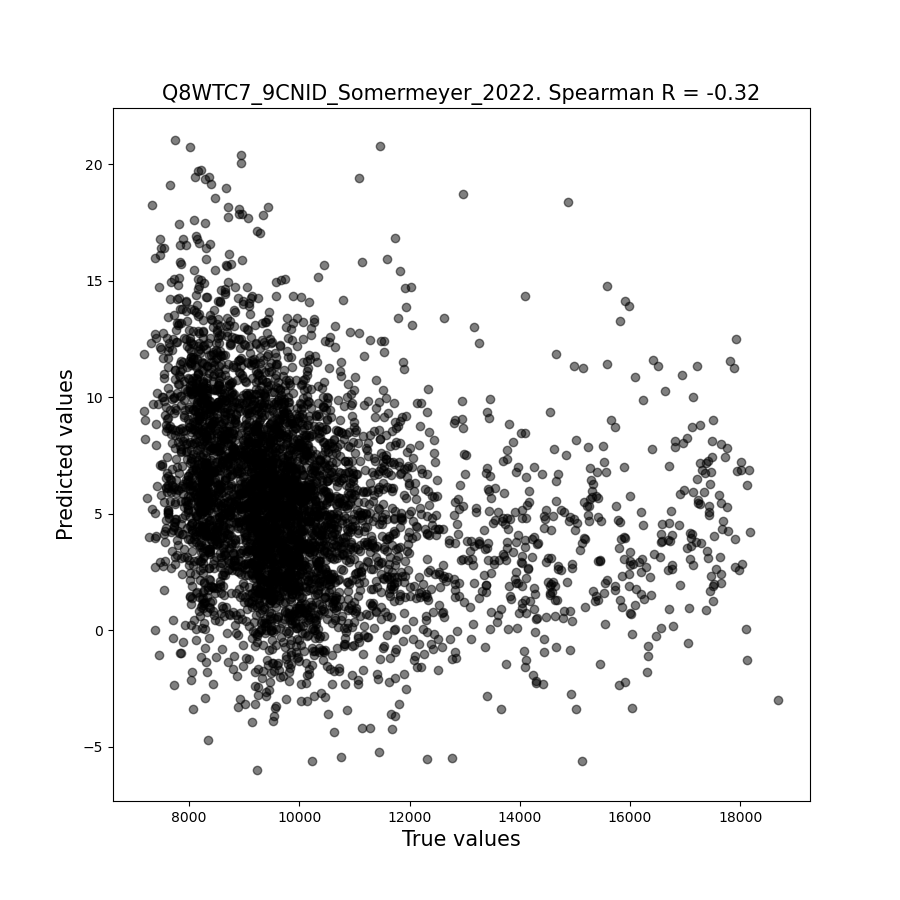 Q8WTC7_9CNID_Somermeyer_2022. Spearman R = -0.32
Predicted values
20
15
10
5
0
−5
8000 10000 12000 14000 16000 18000
True values